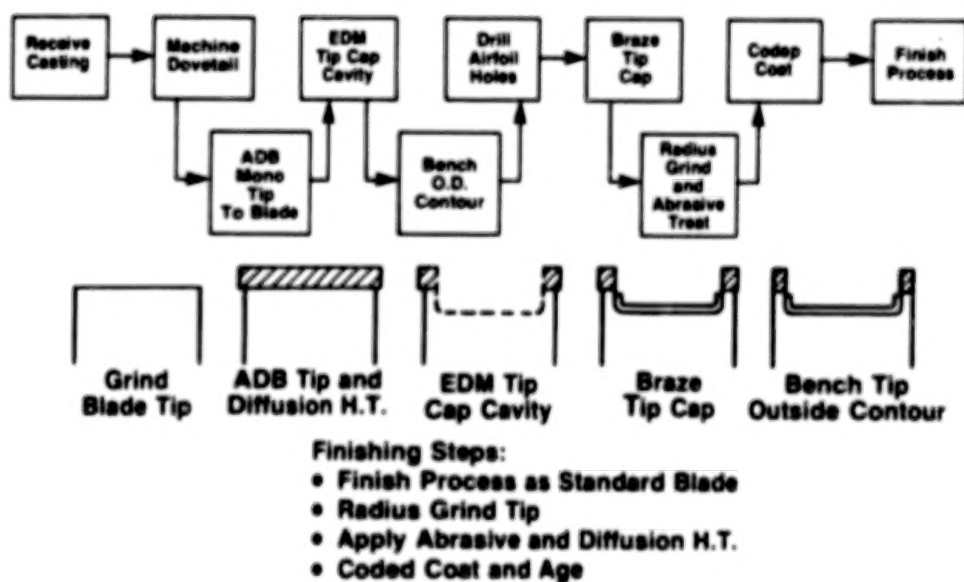 Receive
Casting
Machine
Dovetail
ADB
Mono
Tip
To Blade
EDM
Tip Cap
Cavity
Bench
O.D.
Contour
Drill
Airfoil
Holes
Braze
Tip
Cap
Radius
Grind
and
Abrasive
Treat
Codep
Coat
Finish
Process
Grind
Blade Tip
ADB Tip and
Diffusion H.T.
EDM Tip
Cap Cavity
Braze
Tip Cap
Bench Tip
Outside Contour
Finishing Steps:
• Finish Process as Standard Blade
• Radius Grind Tip
• Apply Abrasive and Diffusion H.T.
• Coded Coat and Age